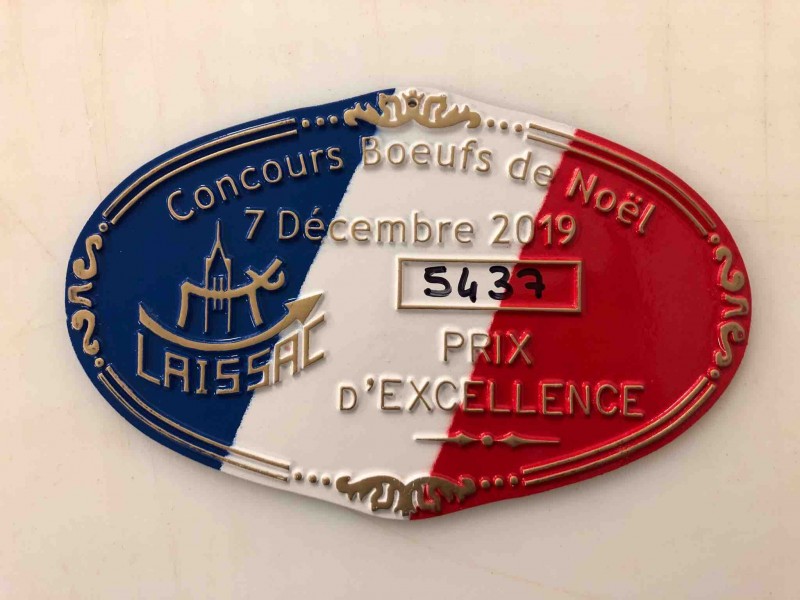 Concours Boeufs de Noël
7 Décembre 2019
5437
LAISSAC
PRIX
D'EXCELLENCE